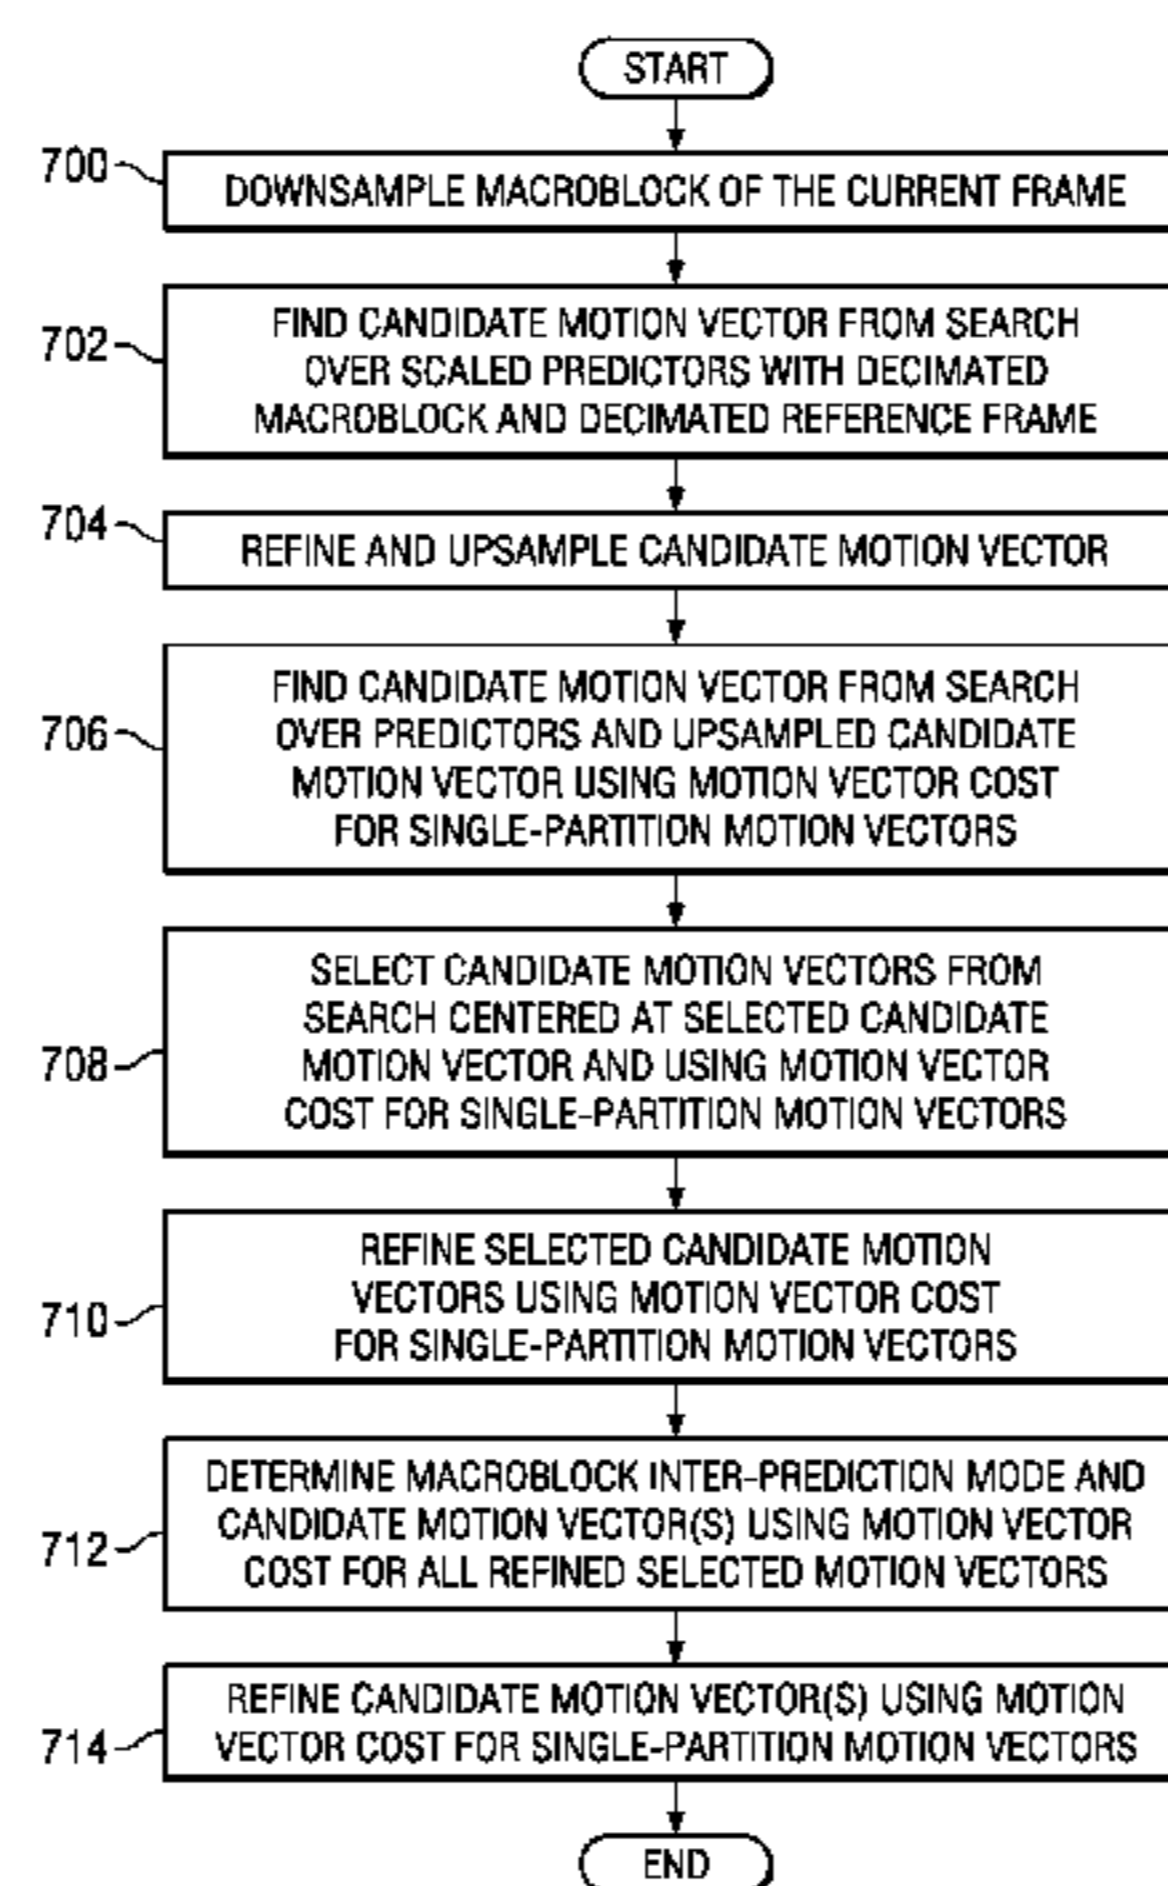 START
700
DOWNSAMPLE MACROBLOCK OF THE CURRENT FRAME
702
FIND CANDIDATE MOTION VECTOR FROM SEARCH
OVER SCALED PREDICTORS WITH DECIMATED
MACROBLOCK AND DECIMATED REFERENCE FRAME
704
REFINE AND UPSAMPLE CANDIDATE MOTION VECTOR
706
FIND CANDIDATE MOTION VECTOR FROM SEARCH
OVER PREDICTORS AND UPSAMPLED CANDIDATE
MOTION VECTOR USING MOTION VECTOR COST
FOR SINGLE-PARTITION MOTION VECTORS
708
SELECT CANDIDATE MOTION VECTORS FROM
SEARCH CENTERED AT SELECTED CANDIDATE
MOTION VECTOR AND USING MOTION VECTOR
COST FOR SINGLE-PARTITION MOTION VECTORS
710
REFINE SELECTED CANDIDATE MOTION
VECTORS USING MOTION VECTOR COST
FOR SINGLE-PARTITION MOTION VECTORS
712
DETERMINE MACROBLOCK INTER-PREDICTION MODE AND
CANDIDATE MOTION VECTOR(S) USING MOTION VECTOR
COST FOR ALL REFINED SELECTED MOTION VECTORS
714
REFINE CANDIDATE MOTION VECTOR(S) USING MOTION
VECTOR COST FOR SINGLE-PARTITION MOTION VECTORS
END